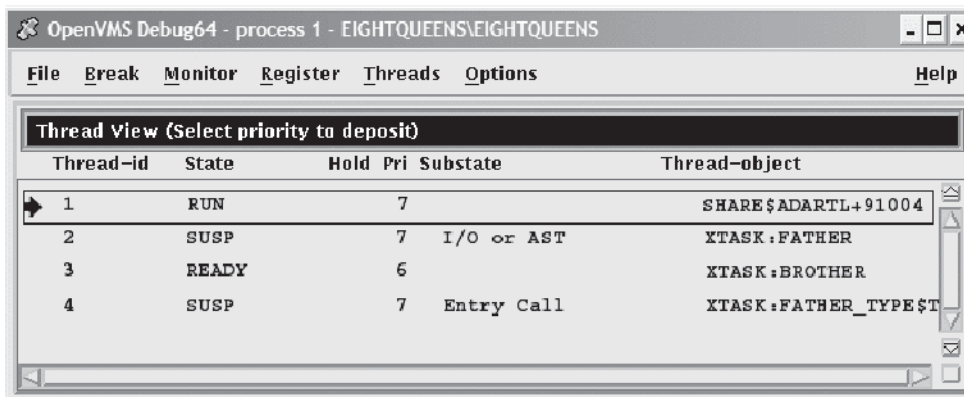 OpenVMS Debug64 - process 1 - EIGHTQUEENS\EIGHTQUEENS
File Break Monitor Register Threads Options Help
Thread View (Select priority to deposit)
Thread-id State Hold Pri Substate Thread-object
1 RUN 7 SHARE$ADARTL+91004
2 SUSP 7 I/O or AST XTASK:FATHER
3 READY 6 XTASK:BROTHER
4 SUSP 7 Entry Call XTASK:FATHER_TYPE$T